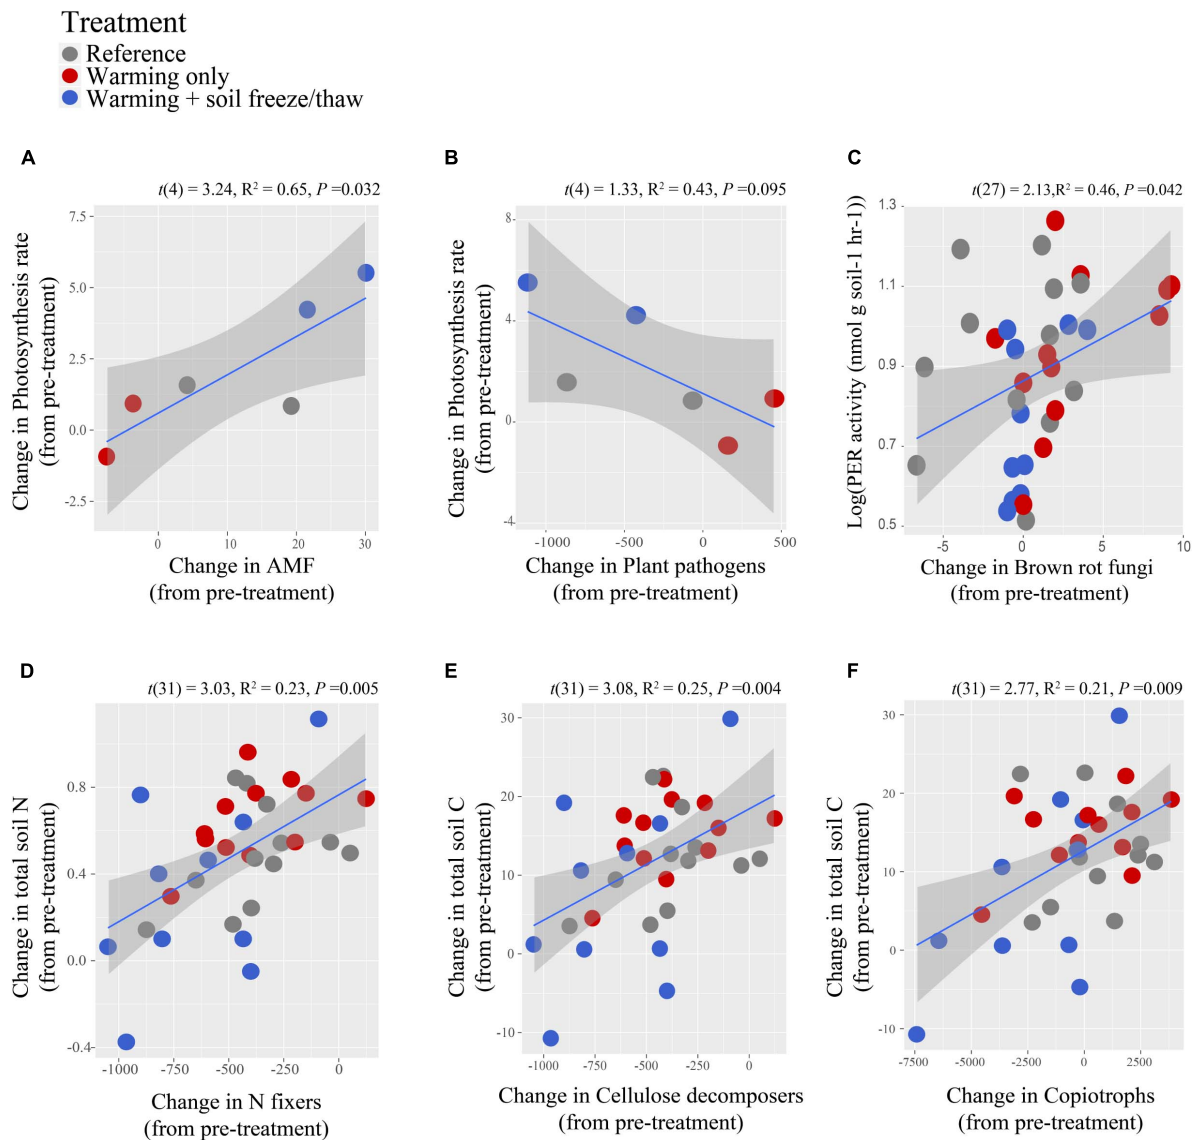 Treatment
Reference
Warming only
Warming + soil freeze/thaw
A
t(4) = 3.24, R² = 0.65, P =0.032
Change in Photosynthesis rate
(from pre-treatment)
7.5
5.0
2.5
0.0
-2.5
0
10
20
30
Change in AMF
(from pre-treatment)
B
t(4) = 1.33, R² = 0.43, P =0.095
Change in Photosynthesis rate
(from pre-treatment)
8
4
0
-4
-1000
-500
0
500
Change in Plant pathogens
(from pre-treatment)
C
t(27) = 2.13,R² = 0.46, P =0.042
Log(PER activity (nmol g soil-1 hr-1))
1.3
1.1
0.9
0.7
0.5
-5
0
5
10
Change in Brown rot fungi
(from pre-treatment)
D
t(31) = 3.03, R² = 0.23, P =0.005
Change in total soil N
(from pre-treatment)
0.8
0.4
0.0
-0.4
-1000
-750
-500
-250
0
Change in N fixers
(from pre-treatment)
E
t(31) = 3.08, R² = 0.25, P =0.004
Change in total soil C
(from pre-treatment)
30
20
10
0
-10
-1000
-750
-500
-250
0
Change in Cellulose decomposers
(from pre-treatment)
F
t(31) = 2.77, R² = 0.21, P =0.009
Change in total soil C
(from pre-treatment)
30
20
10
0
-10
-7500
-5000
-2500
0
2500
Change in Copiotrophs
(from pre-treatment)